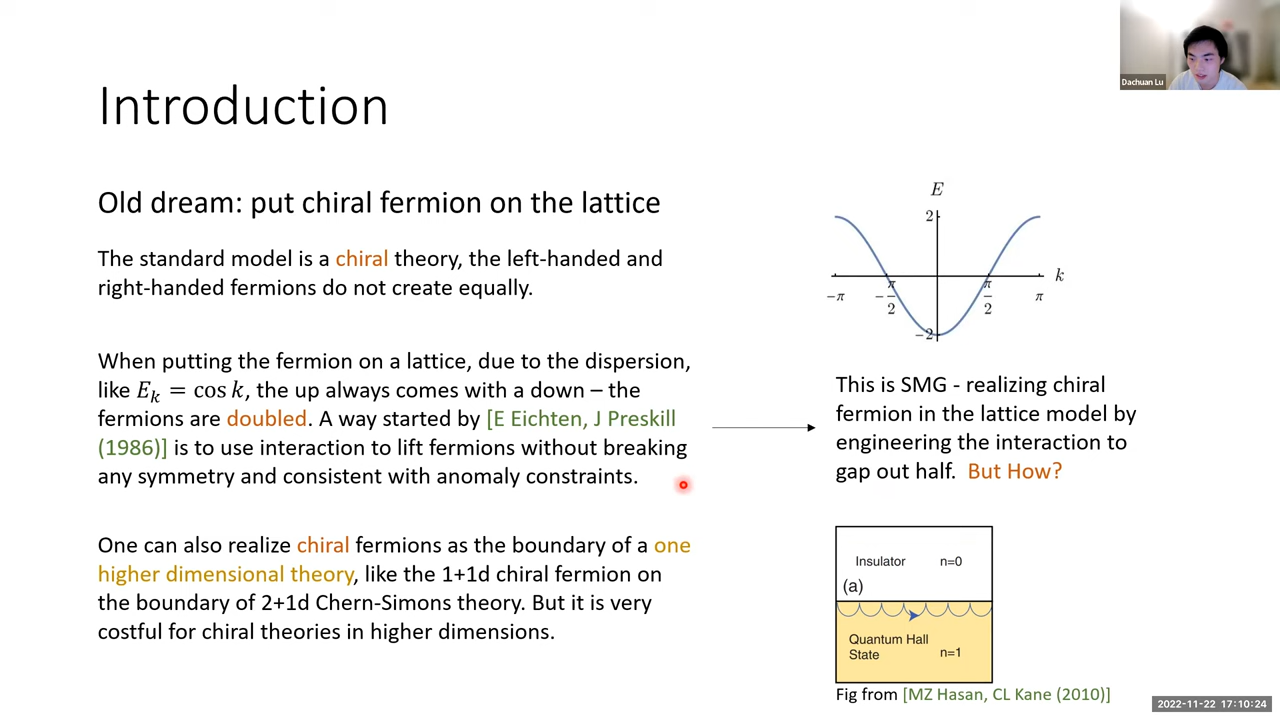 Dachuan Lu
Introduction
Old dream: put chiral fermion on the lattice
The standard model is a chiral theory, the left-handed and
right-handed fermions do not create equally.
When putting the fermion on a lattice, due to the dispersion,
like E_k = cos k, the up always comes with a down – the
fermions are doubled. A way started by [E Eichten, J Preskill
(1986)] is to use interaction to lift fermions without breaking
any symmetry and consistent with anomaly constraints.
One can also realize chiral fermions as the boundary of a one
higher dimensional theory, like the 1+1d chiral fermion on
the boundary of 2+1d Chern-Simons theory. But it is very
costful for chiral theories in higher dimensions.
E
2
k
-π
-π/2
π/2
π
-2
This is SMG - realizing chiral
fermion in the lattice model by
engineering the interaction to
gap out half. But How?
Insulator n=0
(a)
Quantum Hall
State n=1
Fig from [MZ Hasan, CL Kane (2010)]
2022-11-22 17:10:24